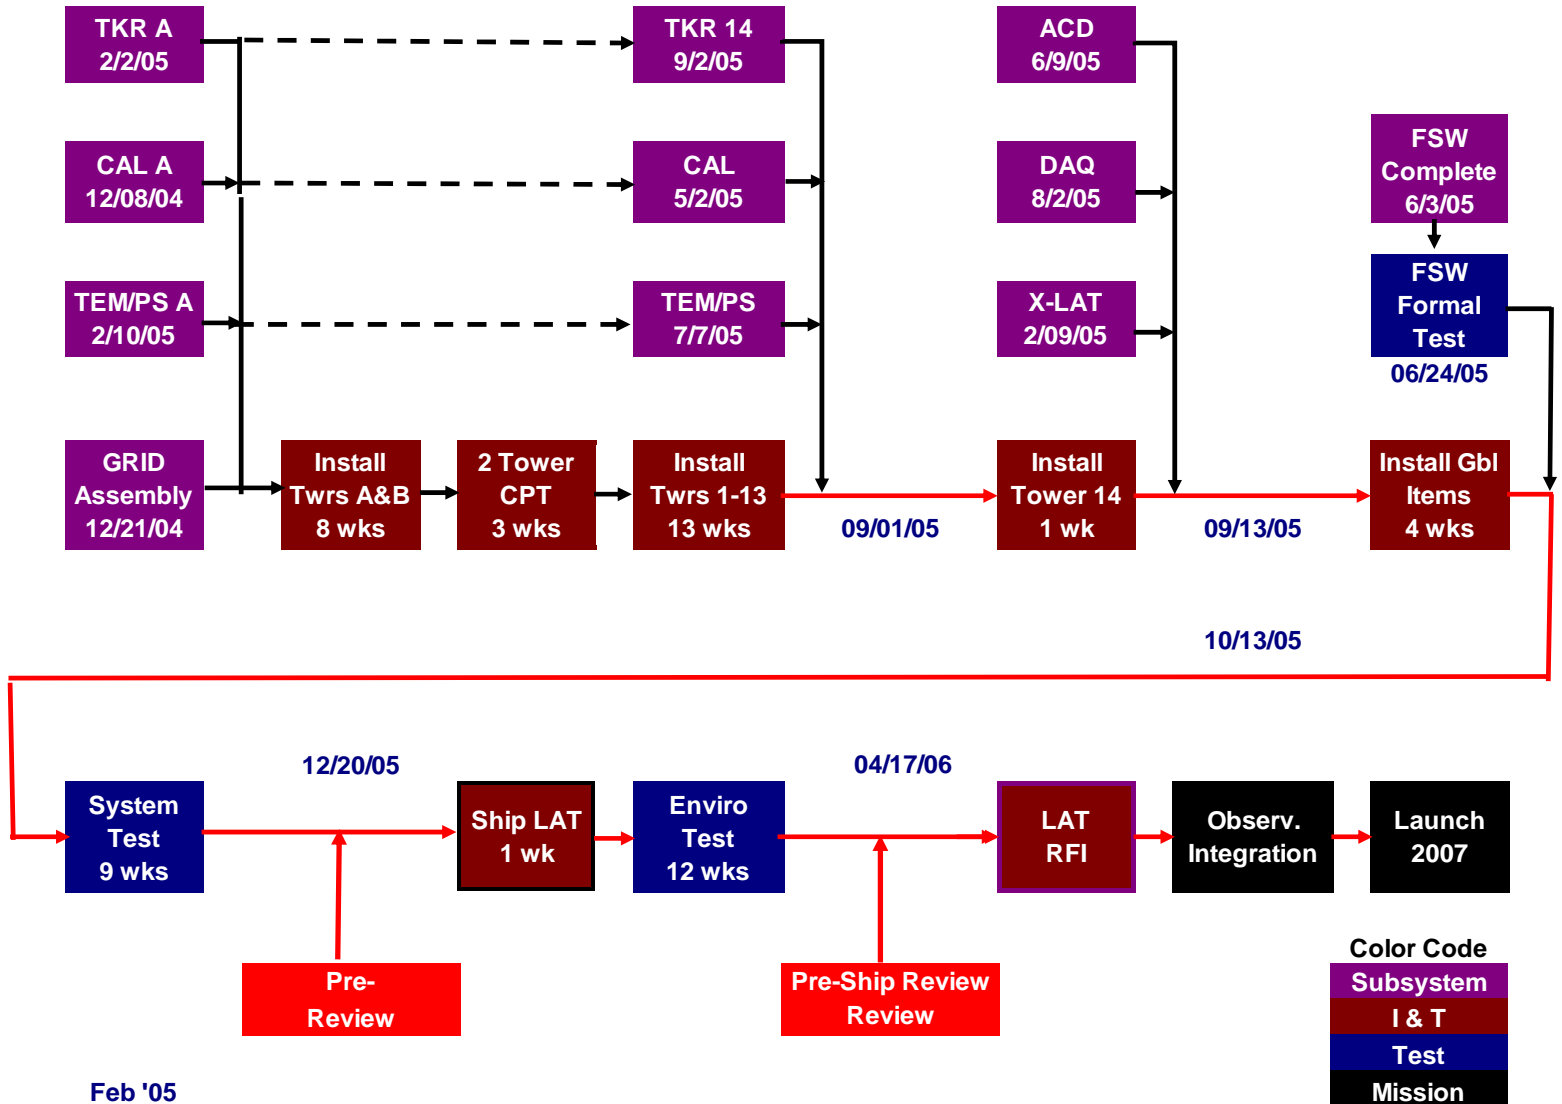 TKR A
2/2/05
TKR 14
9/2/05
ACD
6/9/05
CAL A
12/08/04
CAL
5/2/05
DAQ
8/2/05
FSW
Complete
6/3/05
TEM/PS A
2/10/05
TEM/PS
7/7/05
X-LAT
2/09/05
FSW
Formal
Test
06/24/05
GRID
Assembly
12/21/04
Install
Twrs A&B
8 wks
2 Tower
CPT
3 wks
Install
Twrs 1-13
13 wks
09/01/05
Install
Tower 14
1 wk
09/13/05
Install Gbl
Items
4 wks
10/13/05
12/20/05
04/17/06
System
Test
9 wks
Ship LAT
1 wk
Enviro
Test
12 wks
LAT
RFI
Observ.
Integration
Launch
2007
Pre-
Review
Pre-Ship Review
Review
Color Code
Subsystem
I & T
Test
Mission
Feb '05